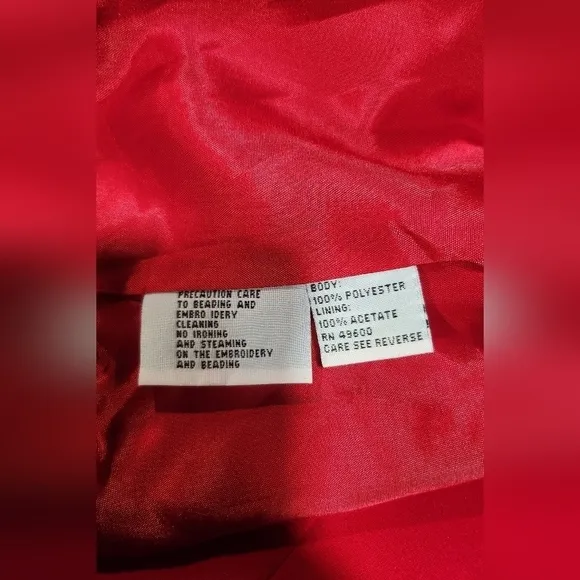 PRECAUTION CARE
TO BEADING AND
EMBRO IDERY
CLEANING
NO IRONING
AND STEAMING
ON THE EMBROIDERY
AND BEADING
BODY:
100% POLYESTER
LINING:
100% ACETATE
RN 49600
CARE SEE REVERSE